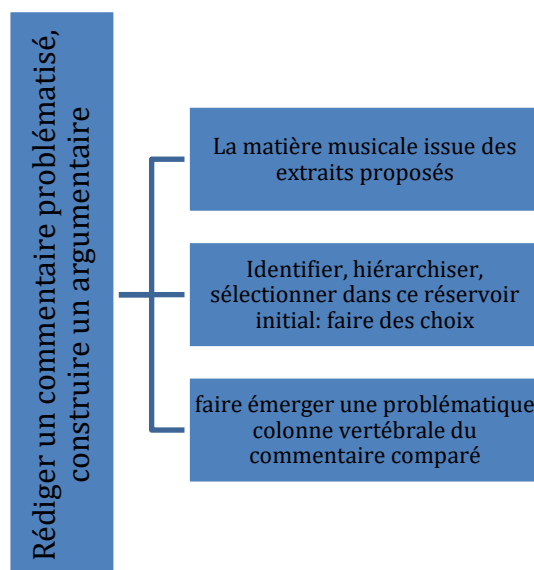 Rédiger un commentaire problématisé,
construire un argumentaire
La matière musicale issue des
extraits proposés
Identifier, hiérarchiser,
sélectionner dans ce réservoir
initial: faire des choix
faire émerger une problématique
colonne vertébrale du
commentaire comparé